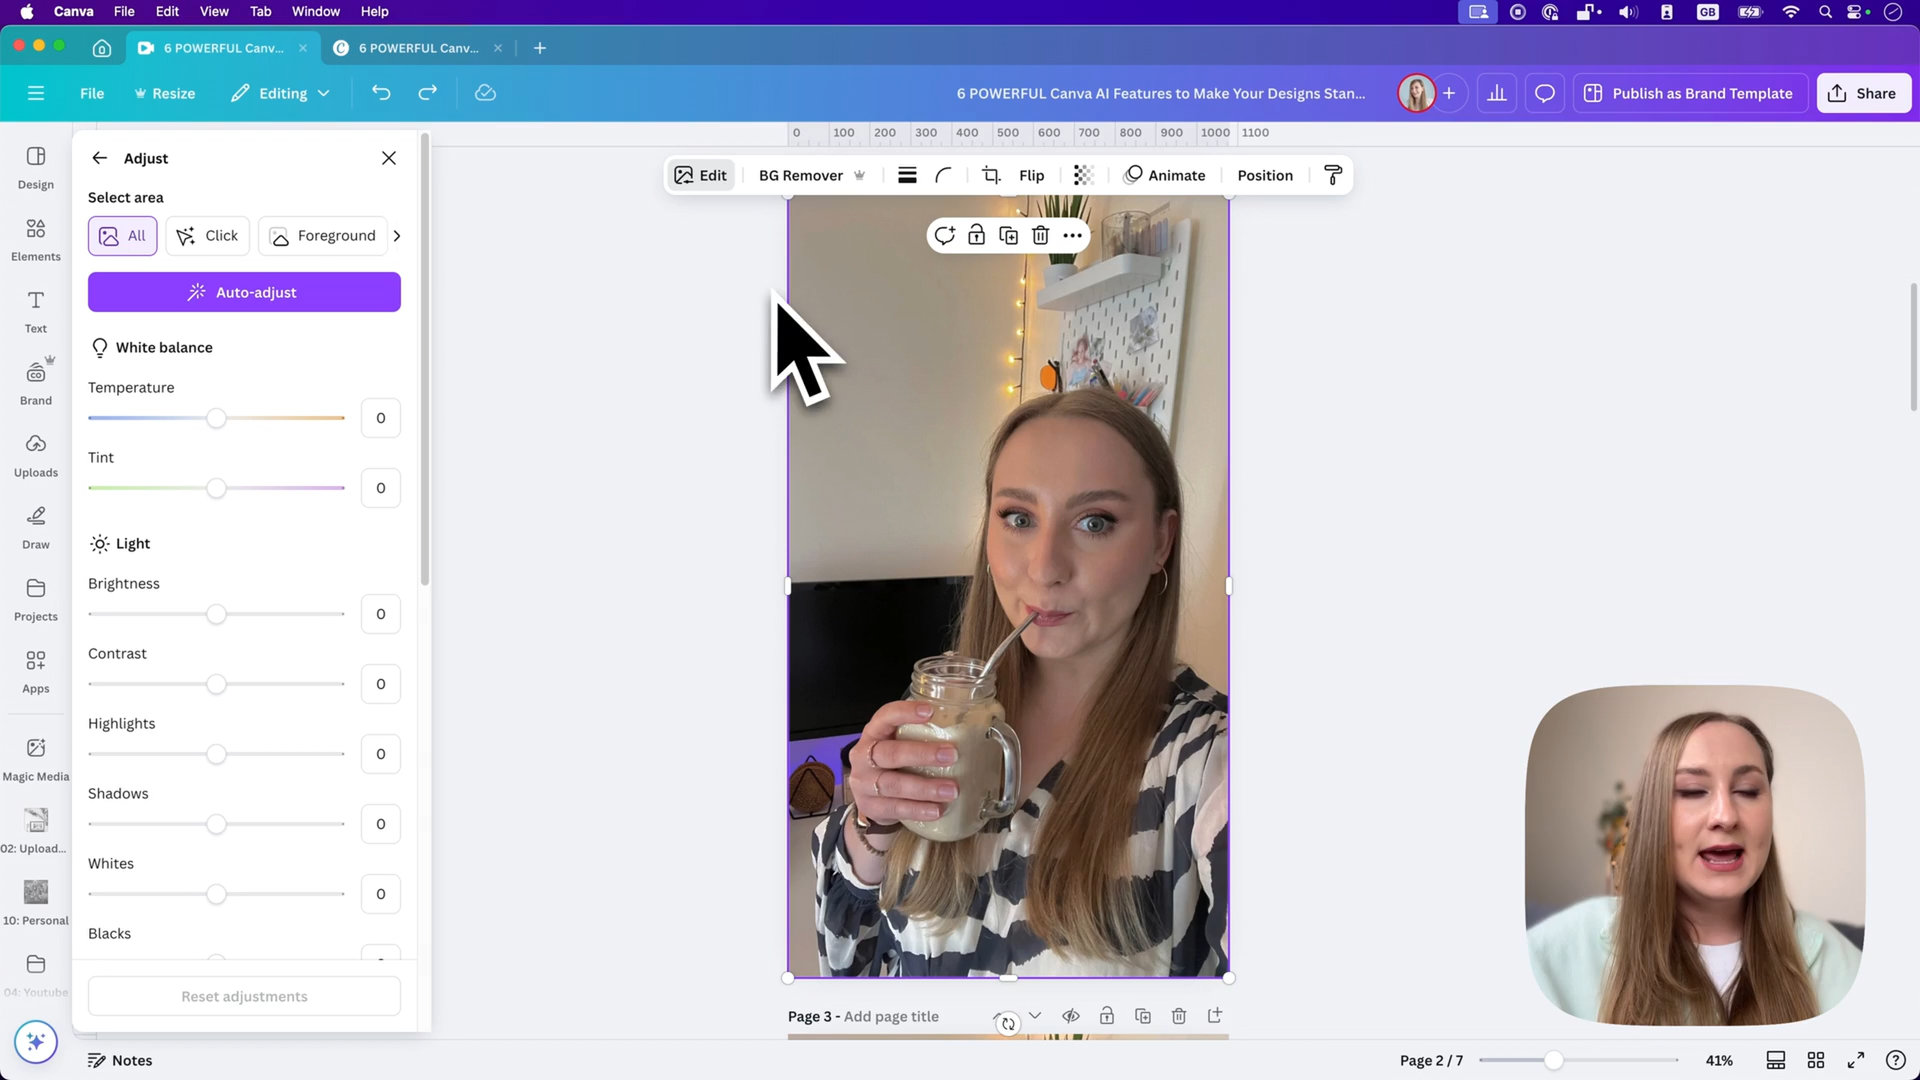 Canva File Edit View Tab Window Help
GB
6 POWERFUL Canv...
6 POWERFUL Canv...
File
Resize
Editing
6 POWERFUL Canva AI Features to Make Your Designs Stan...
Publish as Brand Template
Share
0 100 200 300 400 500 600 700 800 900 1000 1100
Design
Elements
Text
Brand
Uploads
Draw
Projects
Apps
Magic Media
02: Upload...
10: Personal
04: Youtube
Adjust
Select area
All
Click
Foreground
Auto-adjust
White balance
Temperature
0
Tint
0
Light
Brightness
0
Contrast
0
Highlights
0
Shadows
0
Whites
0
Blacks
Reset adjustments
Edit
BG Remover
Flip
Animate
Position
Page 3 - Add page title
Notes
Page 2 / 7
41%